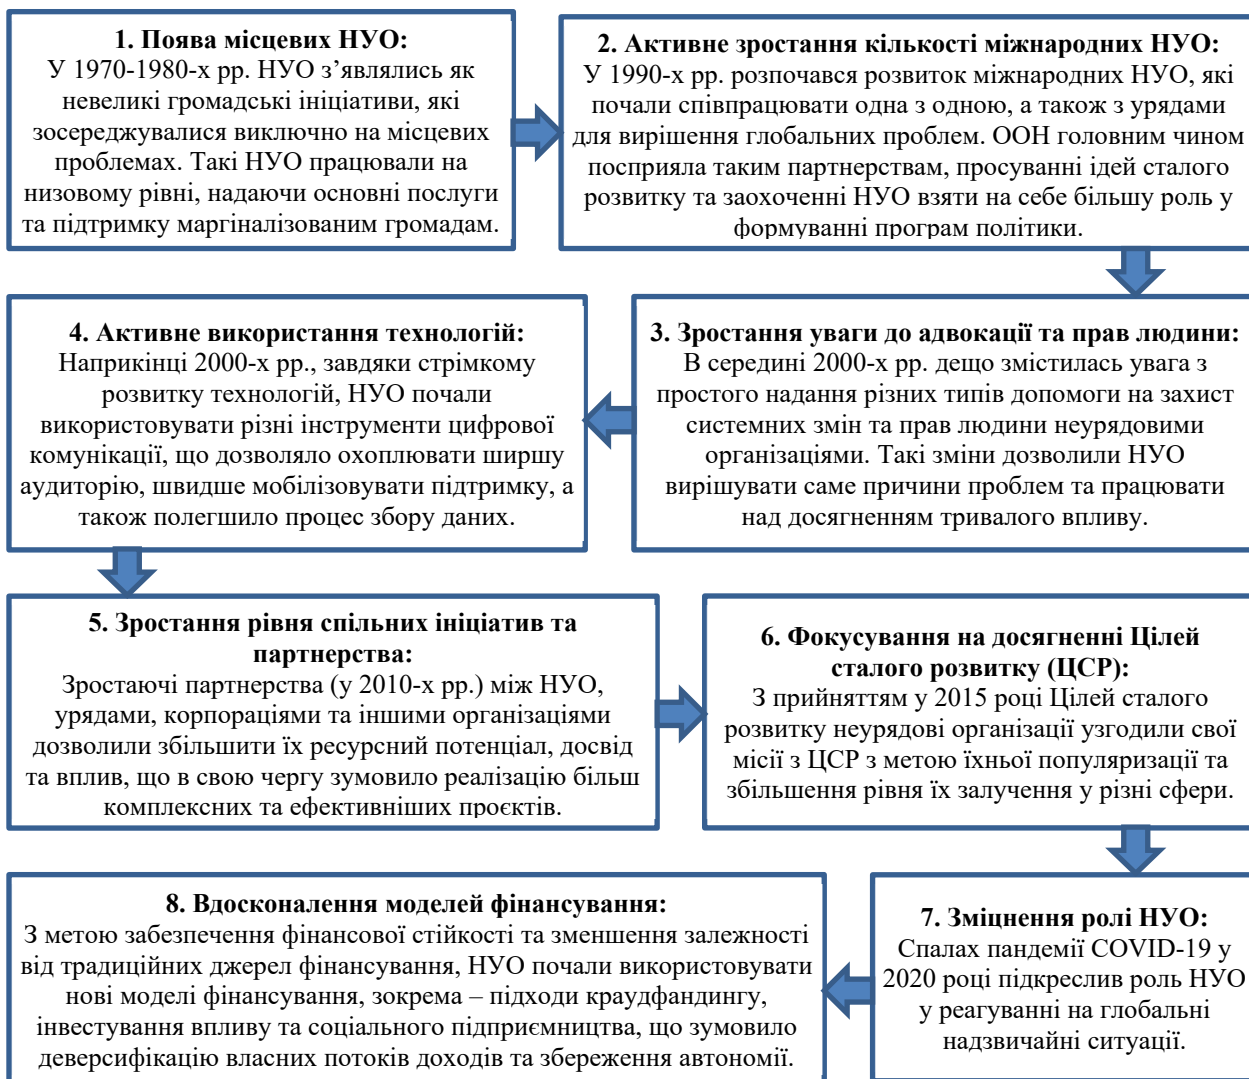 1. Поява місцевих НУО:
У 1970-1980-х рр. НУО з’являлись як
невеликі громадські ініціативи, які
зосереджувалися виключно на місцевих
проблемах. Такі НУО працювали на
низовому рівні, надаючи основні послуги
та підтримку маргіналізованим громадам.
2. Активне зростання кількості міжнародних НУО:
У 1990-х рр. розпочався розвиток міжнародних НУО, які
почали співпрацювати одна з одною, а також з урядами
для вирішення глобальних проблем. ООН головним чином
посприяла таким партнерствам, просуванні ідей сталого
розвитку та заохоченні НУО взяти на себе більшу роль у
формуванні програм політики.
3. Зростання уваги до адвокації та прав людини:
В середині 2000-х рр. дещо змістилась увага з
простого надання різних типів допомоги на захист
системних змін та прав людини неурядовими
організаціями. Такі зміни дозволили НУО
вирішувати саме причини проблем та працювати
над досягненням тривалого впливу.
4. Активне використання технологій:
Наприкінці 2000-х рр., завдяки стрімкому
розвитку технологій, НУО почали
використовувати різні інструменти цифрової
комунікації, що дозволяло охоплювати ширшу
аудиторію, швидше мобілізовувати підтримку, а
також полегшило процес збору даних.
5. Зростання рівня спільних ініціатив та
партнерства:
Зростаючі партнерства (у 2010-х рр.) між НУО,
урядами, корпораціями та іншими організаціями
дозволили збільшити їх ресурсний потенціал, досвід
та вплив, що в свою чергу зумовило реалізацію більш
комплексних та ефективніших проєктів.
6. Фокусування на досягненні Цілей
сталого розвитку (ЦСР):
З прийняттям у 2015 році Цілей сталого
розвитку неурядові організації узгодили свої
місії з ЦСР з метою їхньої популяризації та
збільшення рівня їх залучення у різні сфери.
7. Зміцнення ролі НУО:
Спалах пандемії COVID-19 у
2020 році підкреслив роль НУО
у реагуванні на глобальні
надзвичайні ситуації.
8. Вдосконалення моделей фінансування:
З метою забезпечення фінансової стійкості та зменшення залежності
від традиційних джерел фінансування, НУО почали використовувати
нові моделі фінансування, зокрема – підходи краудфандингу,
інвестування впливу та соціального підприємництва, що зумовило
деверсифікацію власних потоків доходів та збереження автономії.